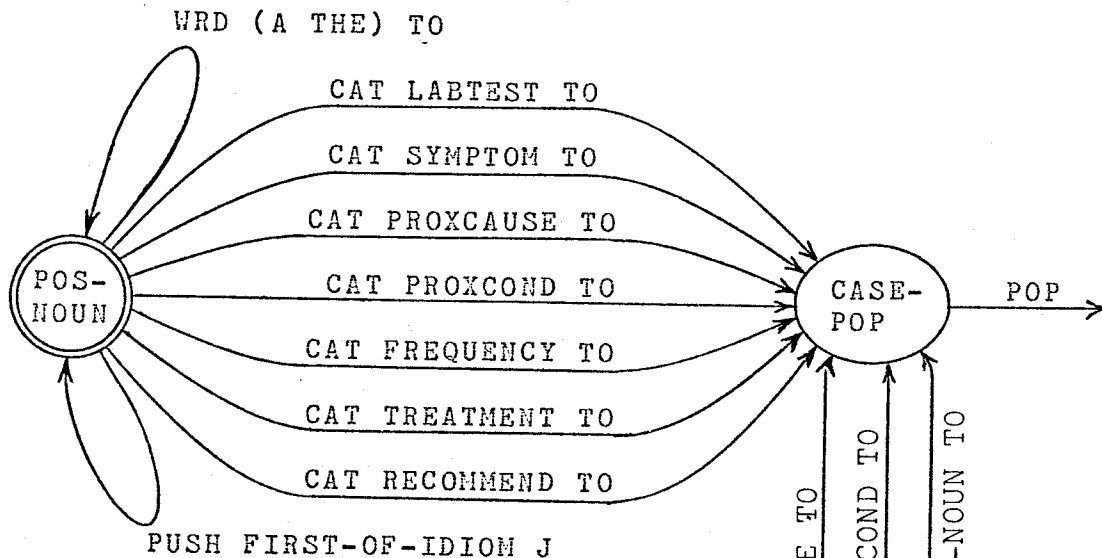 WRD (A THE) TO
CAT LABTEST TO
CAT SYMPTOM TO
CAT PROXCAUSE TO
POS-
NOUN
CAT PROXCOND TO
CASE-
POP
POP
CAT FREQUENCY TO
CAT TREATMENT TO
CAT RECOMMEND TO
PUSH FIRST-OF-IDIOM J
E TO
COND TO
-NOUN TO